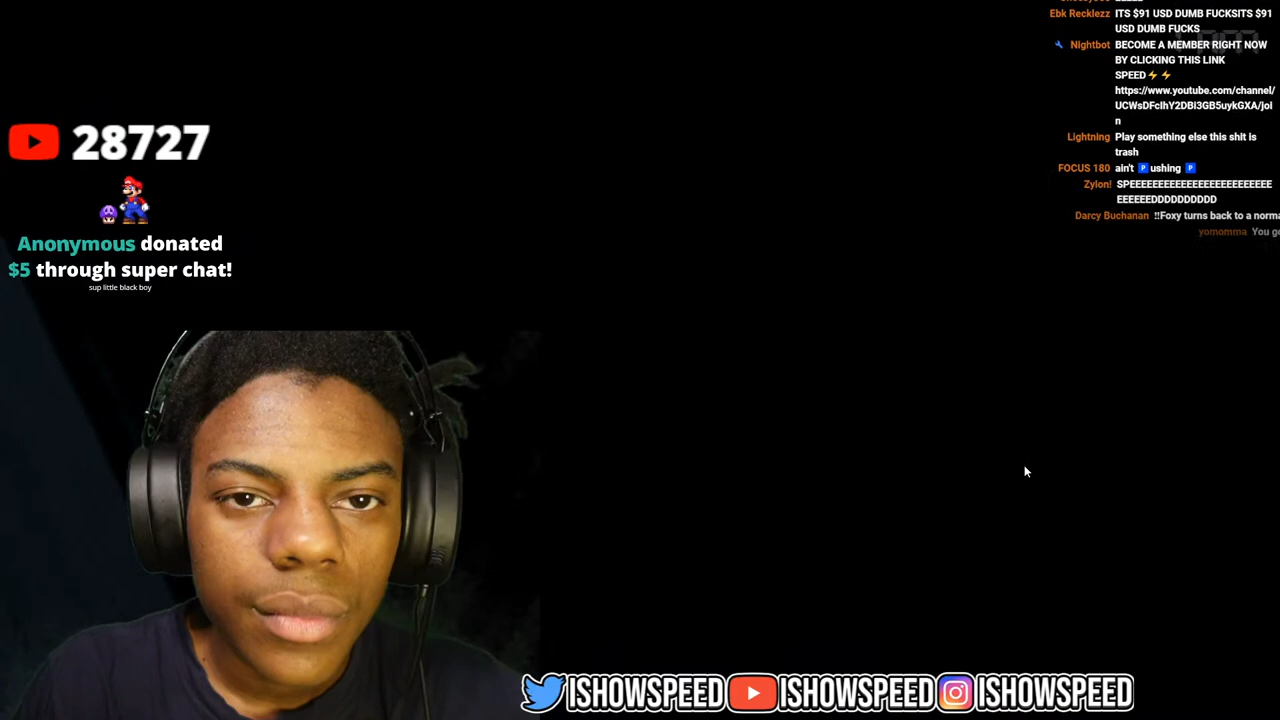 28727
Anonymous donated
$5 through super chat!
sup little black boy
Ebk Recklezz ITS $91 USD DUMB FUCKSITS $91
USD DUMB FUCKS
Nightbot BECOME A MEMBER RIGHT NOW
BY CLICKING THIS LINK
SPEED⚡⚡
https://www.youtube.com/channel/
UCWsDFcIhY2DBi3GB5uykGXA/joi
n
Lightning Play something else this shit is
trash
FOCUS 180 ain't 🅿ushing 🅿
Zylon! SPEEEEEEEEEEEEEEEEEEEEEEEEE
EEEEEEDDDDDDDDDD
Darcy Buchanan !!Foxy turns back to a norma
yomomma You ge
ISHOWSPEED ISHOWSPEED ISHOWSPEED